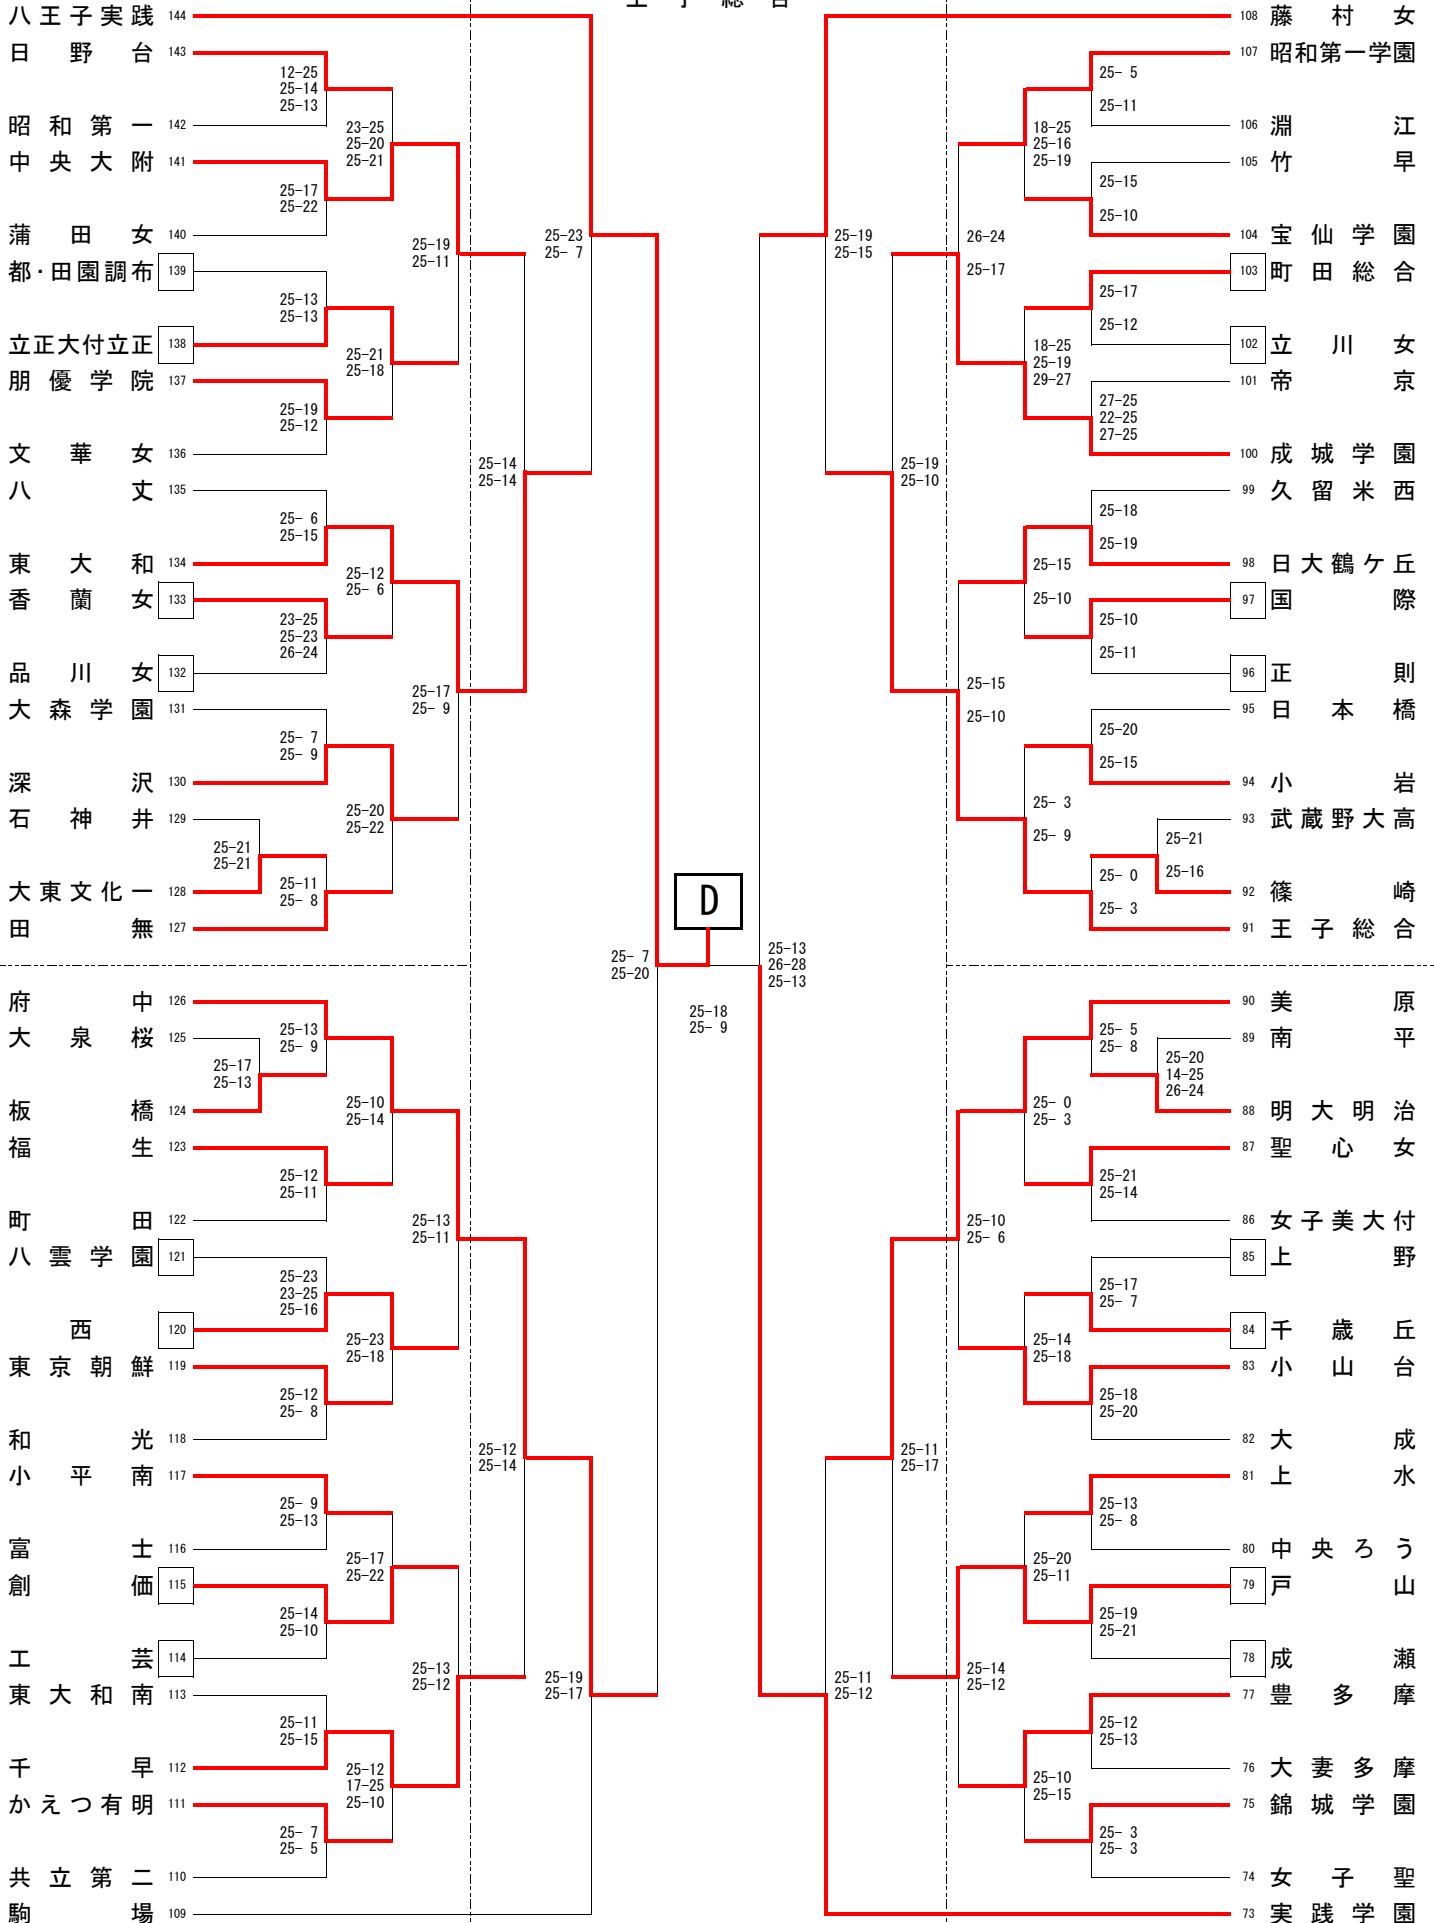 王子総合
八王子実践 144
日野台 143
12-25
25-14
25-13
昭和第一 142
23-25
25-20
25-21
中央大附 141
25-17
25-22
蒲田女 140
25-19
25-11
25-23
25- 7
都・田園調布 139
25-13
25-13
立正大付立正 138
25-21
25-18
朋優学院 137
25-19
25-12
文華女 136
25-14
25-14
八丈 135
25- 6
25-15
東大和 134
25-12
25- 6
香蘭女 133
23-25
25-23
26-24
品川女 132
25-17
25- 9
大森学園 131
25- 7
25- 9
深沢 130
25-20
25-22
石神井 129
25-21
25-21
大東文化一 128
25-11
25- 8
田無 127
25- 7
25-20
D
25-18
25- 9
25-13
26-28
25-13
府中 126
25-13
25- 9
大泉桜 125
25-17
25-13
板橋 124
25-10
25-14
福生 123
25-12
25-11
町田 122
25-13
25-11
八雲学園 121
25-23
23-25
25-16
西 120
25-23
25-18
東京朝鮮 119
25-12
25- 8
和光 118
25-12
25-14
小平南 117
25- 9
25-13
富士 116
25-17
25-22
創価 115
25-14
25-10
工芸 114
25-13
25-12
25-19
25-17
東大和南 113
25-11
25-15
千早 112
25-12
17-25
25-10
かえつ有明 111
25- 7
25- 5
共立第二 110
駒場 109
108 藤村女
107 昭和第一学園
25- 5
25-11
106 淵江
18-25
25-16
25-19
105 竹早
25-15
25-10
104 宝仙学園
26-24
25-17
25-19
25-15
103 町田総合
25-17
25-12
102 立川女
18-25
25-19
29-27
101 帝京
27-25
22-25
27-25
100 成城学園
25-19
25-10
99 久留米西
25-18
25-19
98 日大鶴ケ丘
25-15
25-10
97 国際
25-10
25-11
96 正則
25-15
25-10
95 日本橋
25-20
25-15
94 小岩
25- 3
25- 9
93 武蔵野大高
25-21
25-16
92 篠崎
25- 0
25- 3
91 王子総合
90 美原
25- 5
25- 8
89 南平
25-20
14-25
26-24
88 明大明治
25- 0
25- 3
87 聖心女
25-21
25-14
86 女子美大付
25-10
25- 6
85 上野
25-17
25- 7
84 千歳丘
25-14
25-18
83 小山台
25-18
25-20
82 大成
25-11
25-17
81 上水
25-13
25- 8
80 中央ろう
25-20
25-11
79 戸山
25-19
25-21
78 成瀬
25-14
25-12
25-11
25-12
77 豊多摩
25-12
25-13
76 大妻多摩
25-10
25-15
75 錦城学園
25- 3
25- 3
74 女子聖
73 実践学園